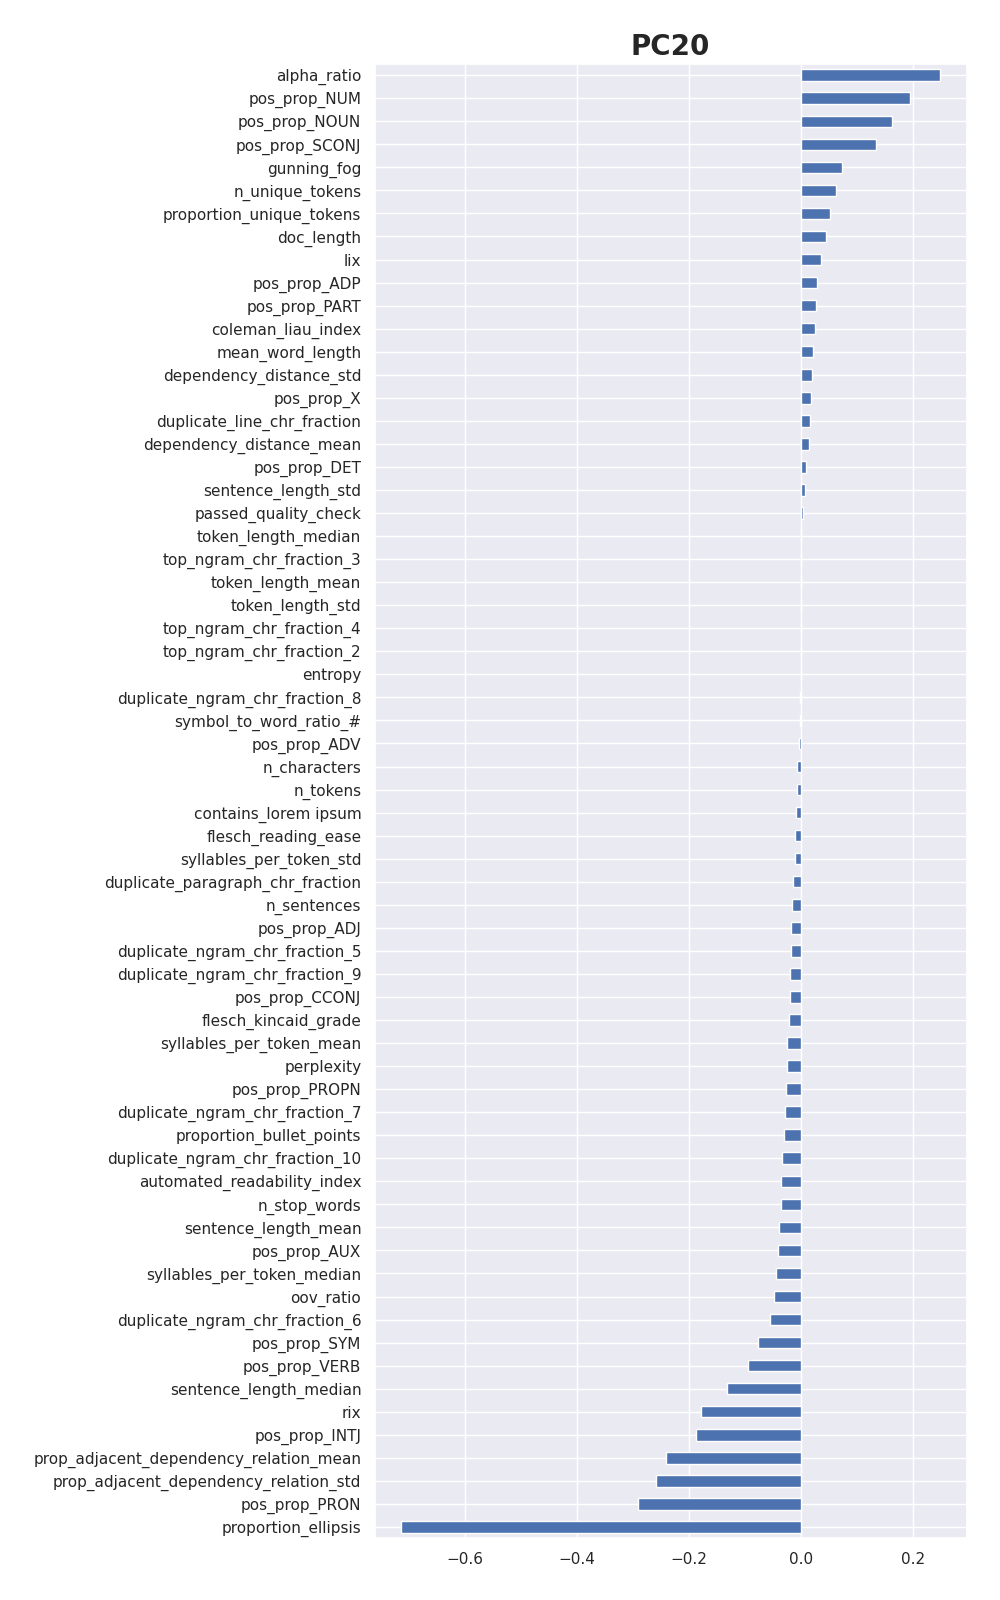 PC20
alpha_ratio
pos_prop_NUM
pos_prop_NOUN
pos_prop_SCONJ
gunning_fog
n_unique_tokens
proportion_unique_tokens
doc_length
lix
pos_prop_ADP
pos_prop_PART
coleman_liau_index
mean_word_length
dependency_distance_std
pos_prop_X
duplicate_line_chr_fraction
dependency_distance_mean
pos_prop_DET
sentence_length_std
passed_quality_check
token_length_median
top_ngram_chr_fraction_3
token_length_mean
token_length_std
top_ngram_chr_fraction_4
top_ngram_chr_fraction_2
entropy
duplicate_ngram_chr_fraction_8
symbol_to_word_ratio_#
pos_prop_ADV
n_characters
n_tokens
contains_lorem ipsum
flesch_reading_ease
syllables_per_token_std
duplicate_paragraph_chr_fraction
n_sentences
pos_prop_ADJ
duplicate_ngram_chr_fraction_5
duplicate_ngram_chr_fraction_9
pos_prop_CCONJ
flesch_kincaid_grade
syllables_per_token_mean
perplexity
pos_prop_PROPN
duplicate_ngram_chr_fraction_7
proportion_bullet_points
duplicate_ngram_chr_fraction_10
automated_readability_index
n_stop_words
sentence_length_mean
pos_prop_AUX
syllables_per_token_median
oov_ratio
duplicate_ngram_chr_fraction_6
pos_prop_SYM
pos_prop_VERB
sentence_length_median
rix
pos_prop_INTJ
prop_adjacent_dependency_relation_mean
prop_adjacent_dependency_relation_std
pos_prop_PRON
proportion_ellipsis
−0.6 −0.4 −0.2 0.0 0.2